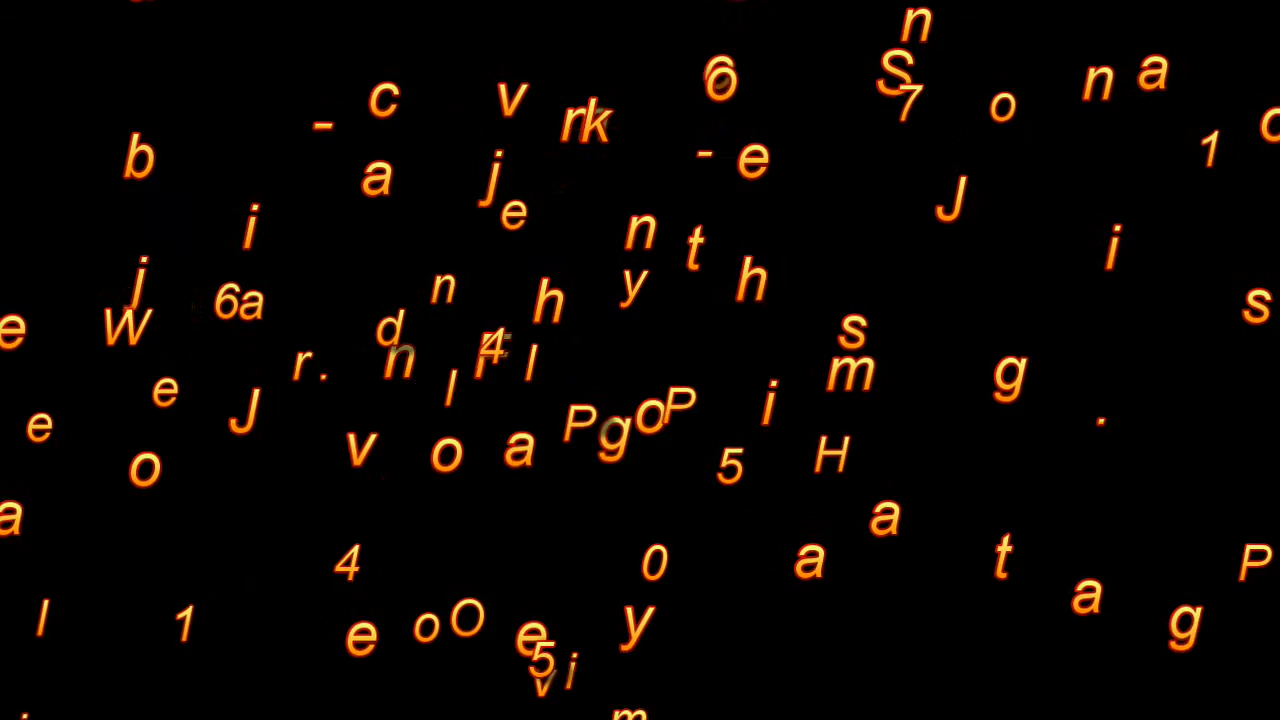 n
S
6
c v rk 7 o n a
- b a j - e J 1
i e n t h i
j 6a n h y s
e W d 4 l s
r . n l m g
e J P g o P i .
e o v o a 5 H
a a
4 0 a t P
l 1 e o O e y a g
5
v i
m